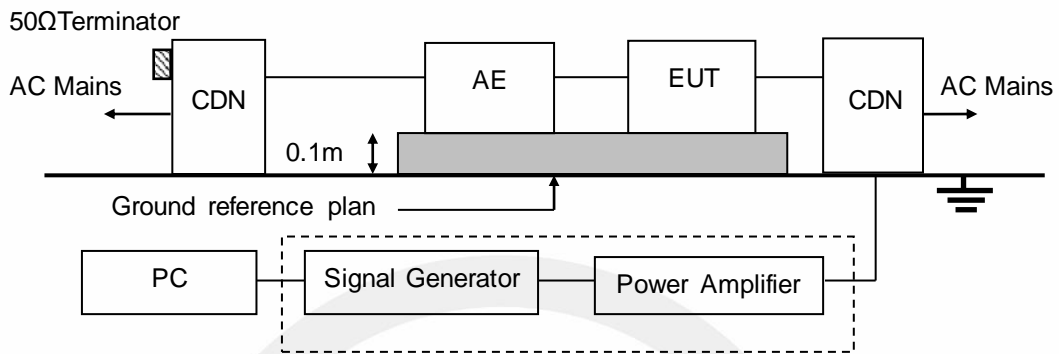 50ΩTerminator
AC Mains
CDN
AE
EUT
CDN
AC Mains
0.1m
Ground reference plan
PC
Signal Generator
Power Amplifier